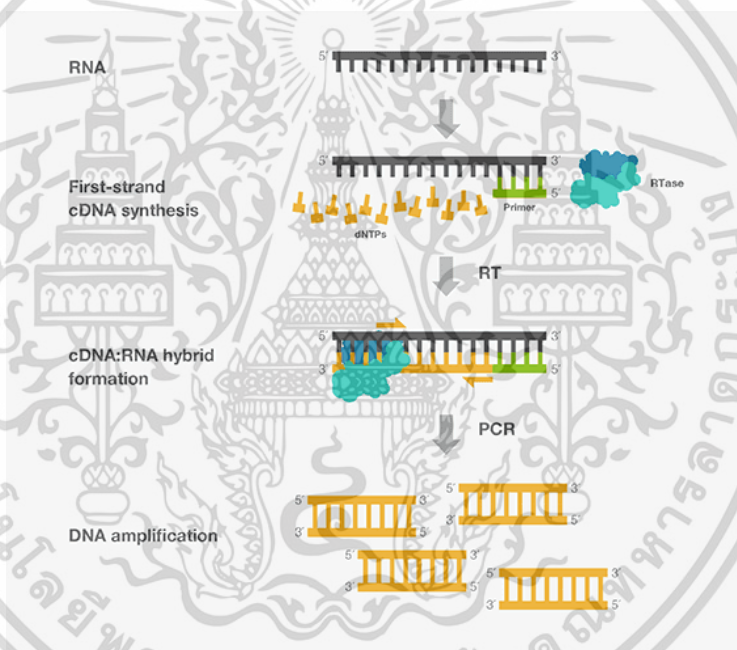 RNA
5′ 3′
5′ 3′
First-strand
cDNA synthesis
5′
RTase
Primer
dNTPs
RT
5′ 3′
cDNA:RNA hybrid
formation
3′ 5′
PCR
5′ 3′
5′ 3′
3′ 5′
3′ 5′
DNA amplification
5′ 3′
3′ 5′
5′ 3′
3′ 5′